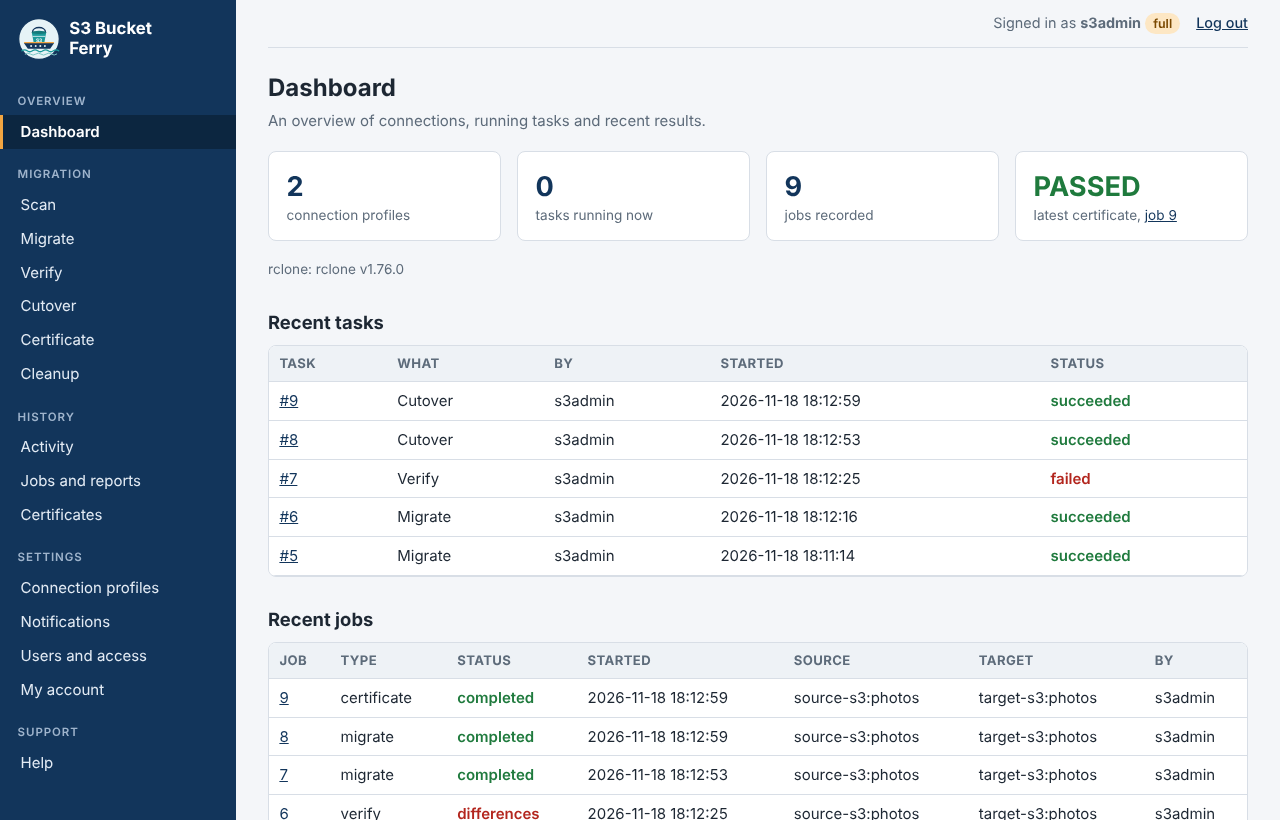 S3 Bucket
Ferry
Signed in as s3admin full Log out
OVERVIEW
Dashboard
MIGRATION
Scan
Migrate
Verify
Cutover
Certificate
Cleanup
HISTORY
Activity
Jobs and reports
Certificates
SETTINGS
Connection profiles
Notifications
Users and access
My account
SUPPORT
Help
Dashboard
An overview of connections, running tasks and recent results.
2
connection profiles
0
tasks running now
9
jobs recorded
PASSED
latest certificate, job 9
rclone: rclone v1.76.0
Recent tasks
TASK WHAT BY STARTED STATUS
#9 Cutover s3admin 2026-11-18 18:12:59 succeeded
#8 Cutover s3admin 2026-11-18 18:12:53 succeeded
#7 Verify s3admin 2026-11-18 18:12:25 failed
#6 Migrate s3admin 2026-11-18 18:12:16 succeeded
#5 Migrate s3admin 2026-11-18 18:11:14 succeeded
Recent jobs
JOB TYPE STATUS STARTED SOURCE TARGET BY
9 certificate completed 2026-11-18 18:12:59 source-s3:photos target-s3:photos s3admin
8 migrate completed 2026-11-18 18:12:59 source-s3:photos target-s3:photos s3admin
7 migrate completed 2026-11-18 18:12:53 source-s3:photos target-s3:photos s3admin
6 verify differences 2026-11-18 18:12:25 source-s3:photos target-s3:photos s3admin